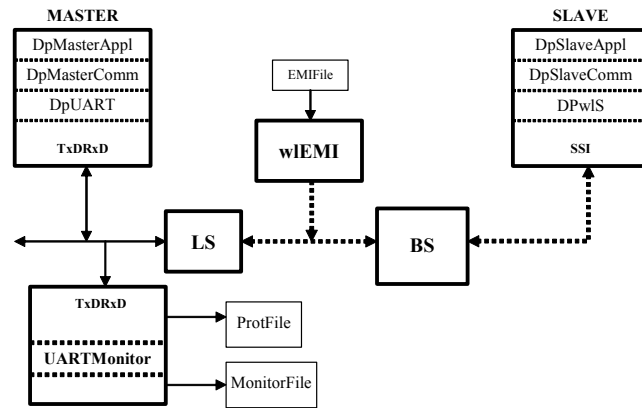 MASTER
SLAVE
DpMasterAppl
DpMasterComm
DpUART
TxDRxD
EMIFile
wlEMI
DpSlaveAppl
DpSlaveComm
DPwlS
SSI
LS
BS
TxDRxD
UARTMonitor
ProtFile
MonitorFile